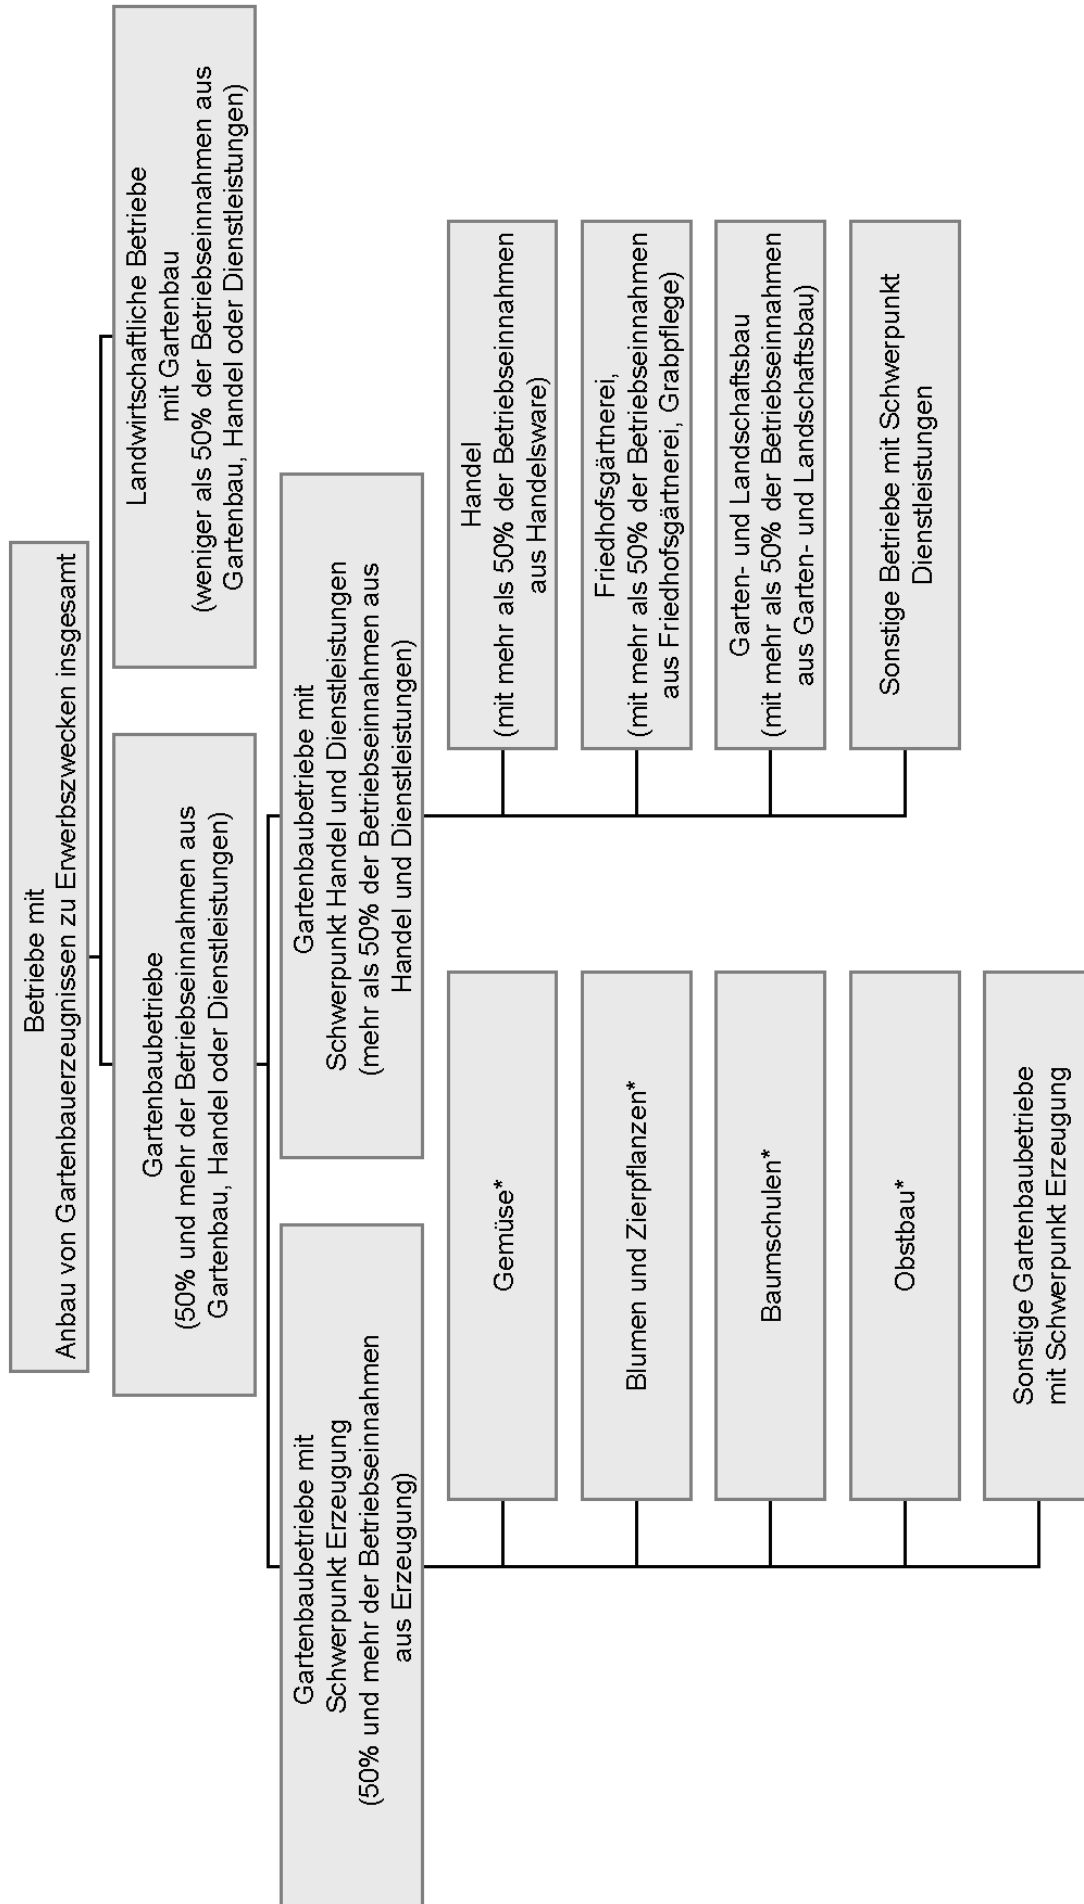 Betriebe mit
Anbau von Gartenbauerzeugnissen zu Erwerbszwecken insgesamt
Gartenbaubetriebe
(50% und mehr der Betriebseinnahmen aus
Gartenbau, Handel oder Dienstleistungen)
Landwirtschaftliche Betriebe
mit Gartenbau
(weniger als 50% der Betriebseinnahmen aus
Gartenbau, Handel oder Dienstleistungen)
Gartenbaubetriebe mit
Schwerpunkt Erzeugung
(50% und mehr der Betriebseinnahmen
aus Erzeugung)
Gartenbaubetriebe mit
Schwerpunkt Handel und Dienstleistungen
(mehr als 50% der Betriebseinnahmen aus
Handel und Dienstleistungen)
Gemüse*
Blumen und Zierpflanzen*
Baumschulen*
Obstbau*
Sonstige Gartenbaubetriebe
mit Schwerpunkt Erzeugung
Handel
(mit mehr als 50% der Betriebseinnahmen
aus Handelsware)
Friedhofsgärtnerei,
(mit mehr als 50% der Betriebseinnahmen
aus Friedhofsgärtnerei, Grabpflege)
Garten- und Landschaftsbau
(mit mehr als 50% der Betriebseinnahmen
aus Garten- und Landschaftsbau)
Sonstige Betriebe mit Schwerpunkt
Dienstleistungen